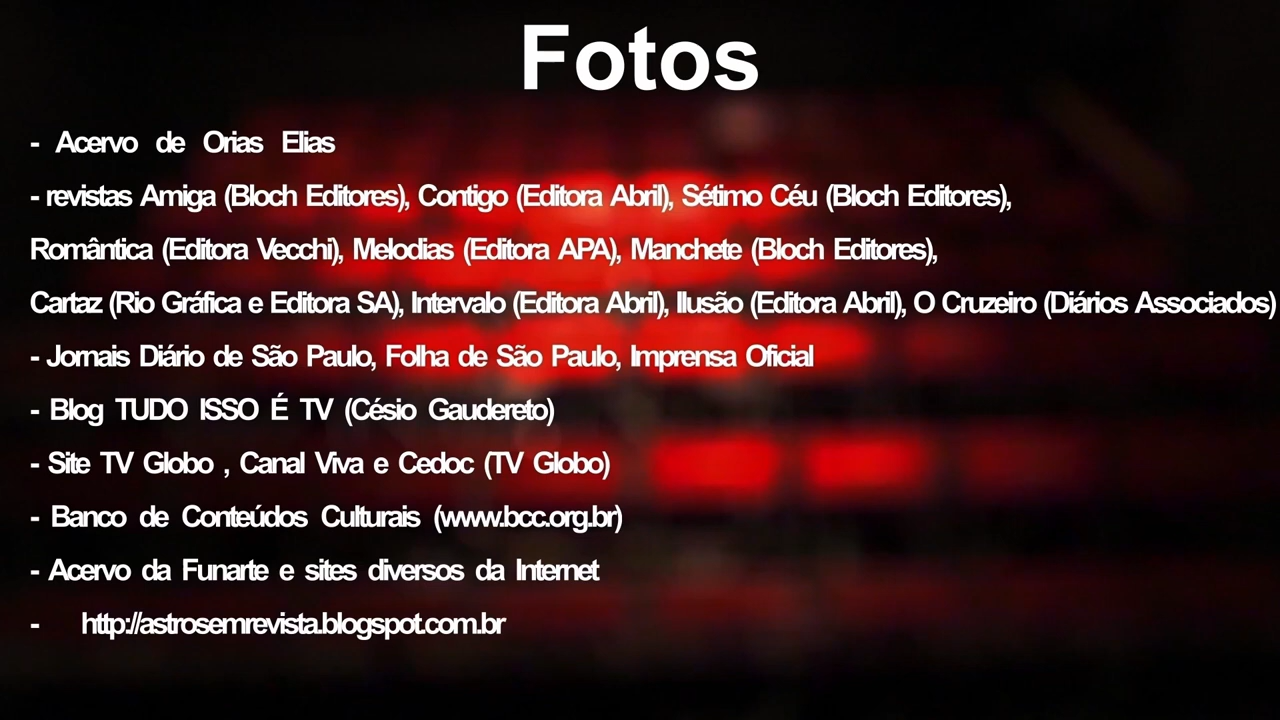 Fotos
- Acervo de Orias Elias
- revistas Amiga (Bloch Editores), Contigo (Editora Abril), Sétimo Céu (Bloch Editores),
Romântica (Editora Vecchi), Melodias (Editora APA), Manchete (Bloch Editores),
Cartaz (Rio Gráfica e Editora SA), Intervalo (Editora Abril), Ilusão (Editora Abril), O Cruzeiro (Diários Associados)
- Jornais Diário de São Paulo, Folha de São Paulo, Imprensa Oficial
- Blog TUDO ISSO É TV (Césio Gaudereto)
- Site TV Globo , Canal Viva e Cedoc (TV Globo)
- Banco de Conteúdos Culturais (www.bcc.org.br)
- Acervo da Funarte e sites diversos da Internet
- http://astrosemrevista.blogspot.com.br